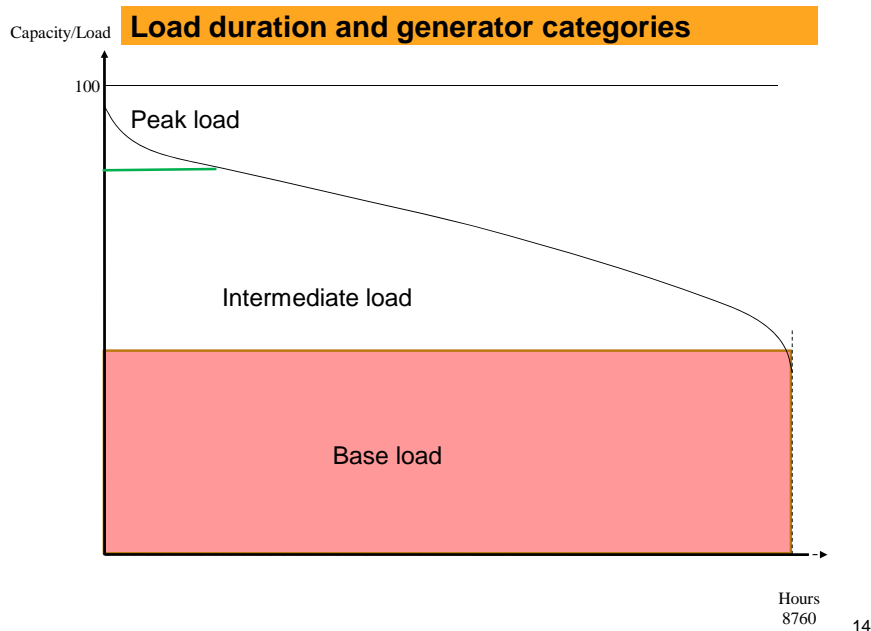 Load duration and generator categories
Capacity/Load
100
Peak load
Intermediate load
Base load
Hours
8760
14